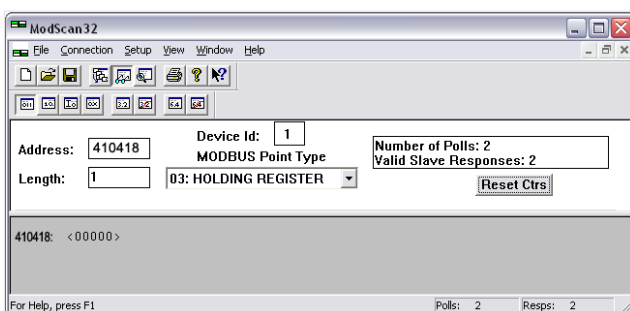 ModScan32
File Connection Setup View Window Help
Address: 410418
Device Id: 1
MODBUS Point Type
Length: 1
03: HOLDING REGISTER
Number of Polls: 2
Valid Slave Responses: 2
Reset Ctrs
410418: <00000>
For Help, press F1 Polls: 2 Resps: 2